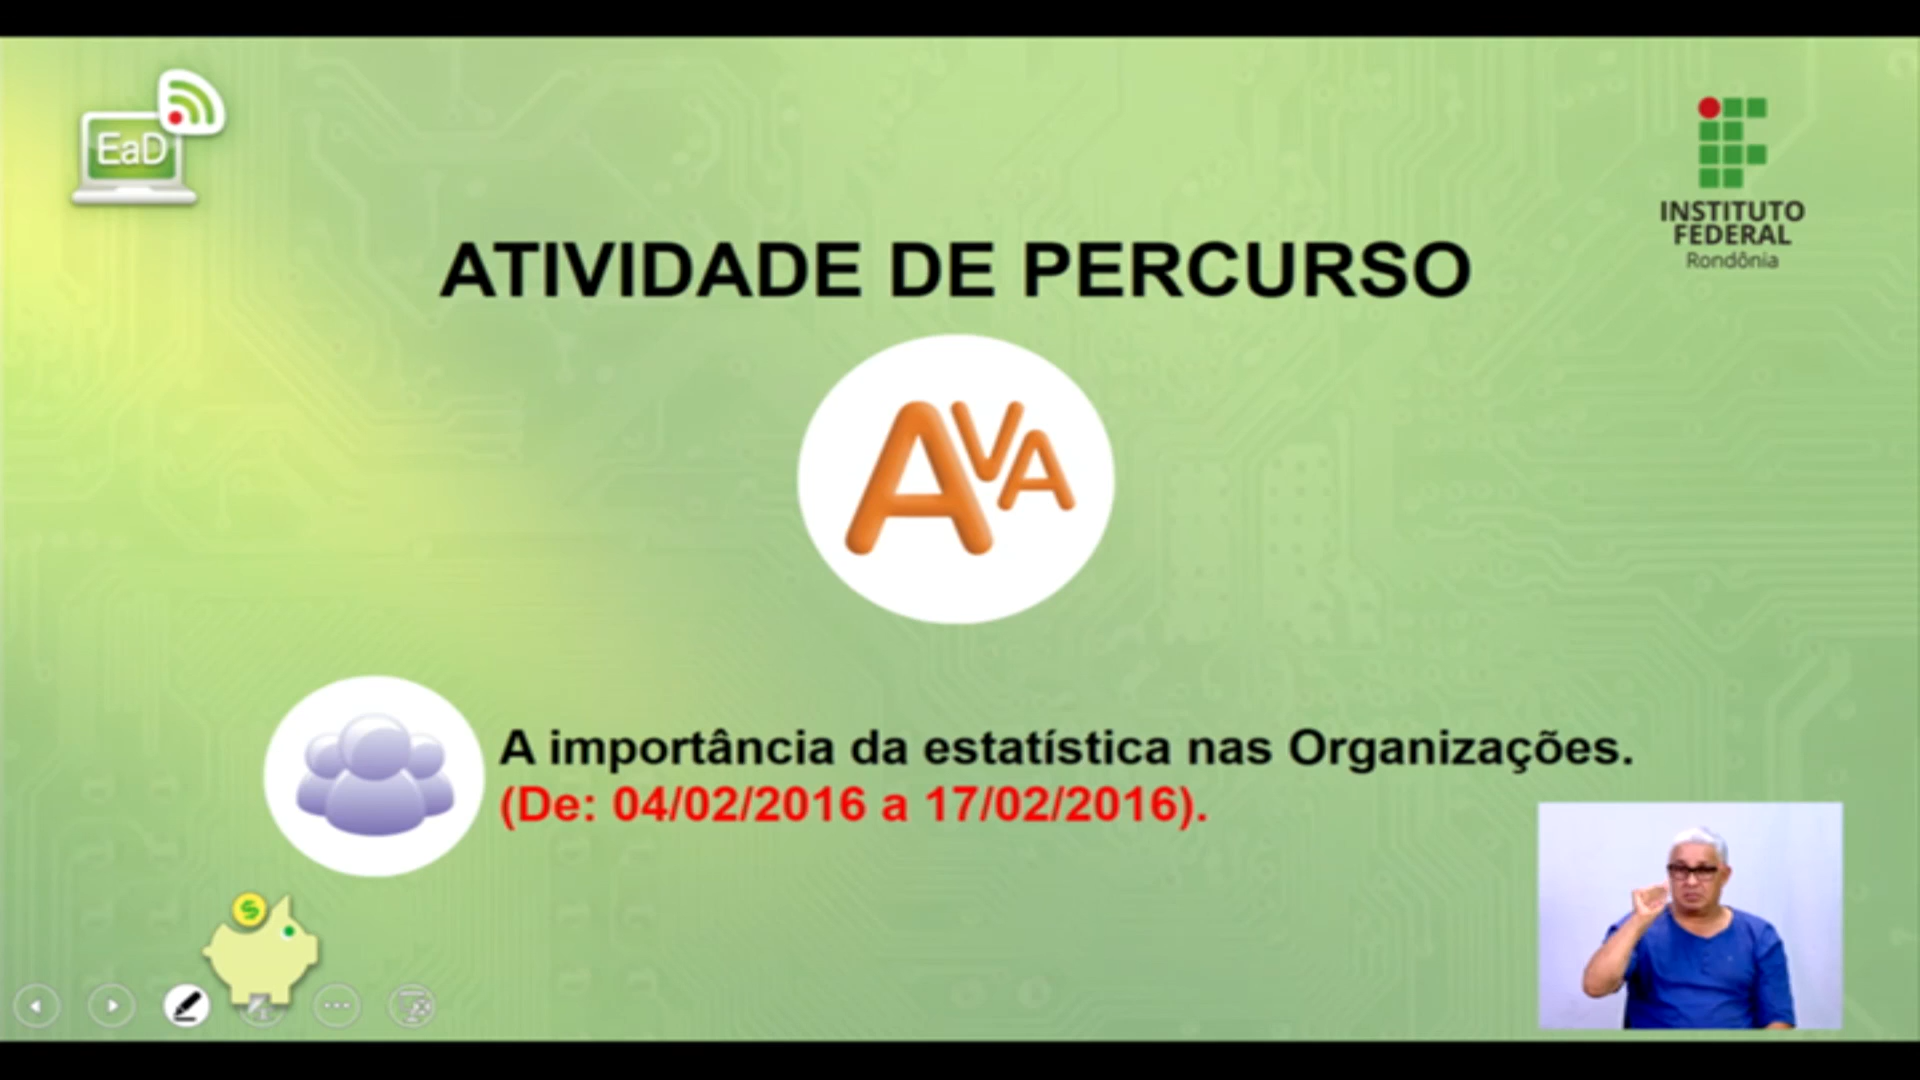 EaD
INSTITUTO
FEDERAL
Rondônia
ATIVIDADE DE PERCURSO
AVA
A importância da estatística nas Organizações.
(De: 04/02/2016 a 17/02/2016).
$